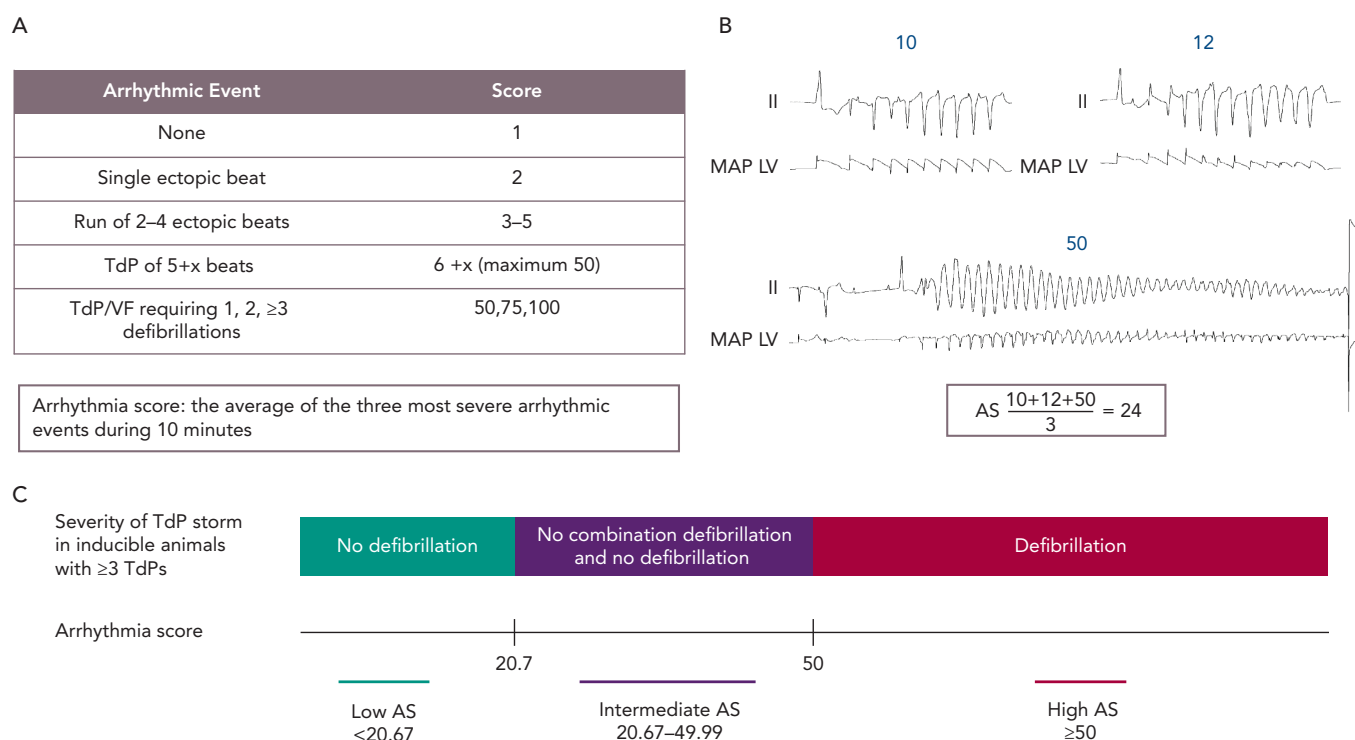 A
Arrhythmic Event Score
None 1
Single ectopic beat 2
Run of 2–4 ectopic beats 3–5
TdP of 5+x beats 6 +x (maximum 50)
TdP/VF requiring 1, 2, ≥3 50,75,100
defibrillations
Arrhythmia score: the average of the three most severe arrhythmic
events during 10 minutes
B
10 12
II II
MAP LV MAP LV
50
II
MAP LV
AS 10+12+50 / 3 = 24
C
Severity of TdP storm
in inducible animals
with ≥3 TdPs
No defibrillation
No combination defibrillation
and no defibrillation
Defibrillation
Arrhythmia score
20.7 50
Low AS
<20.67
Intermediate AS
20.67–49.99
High AS
≥50